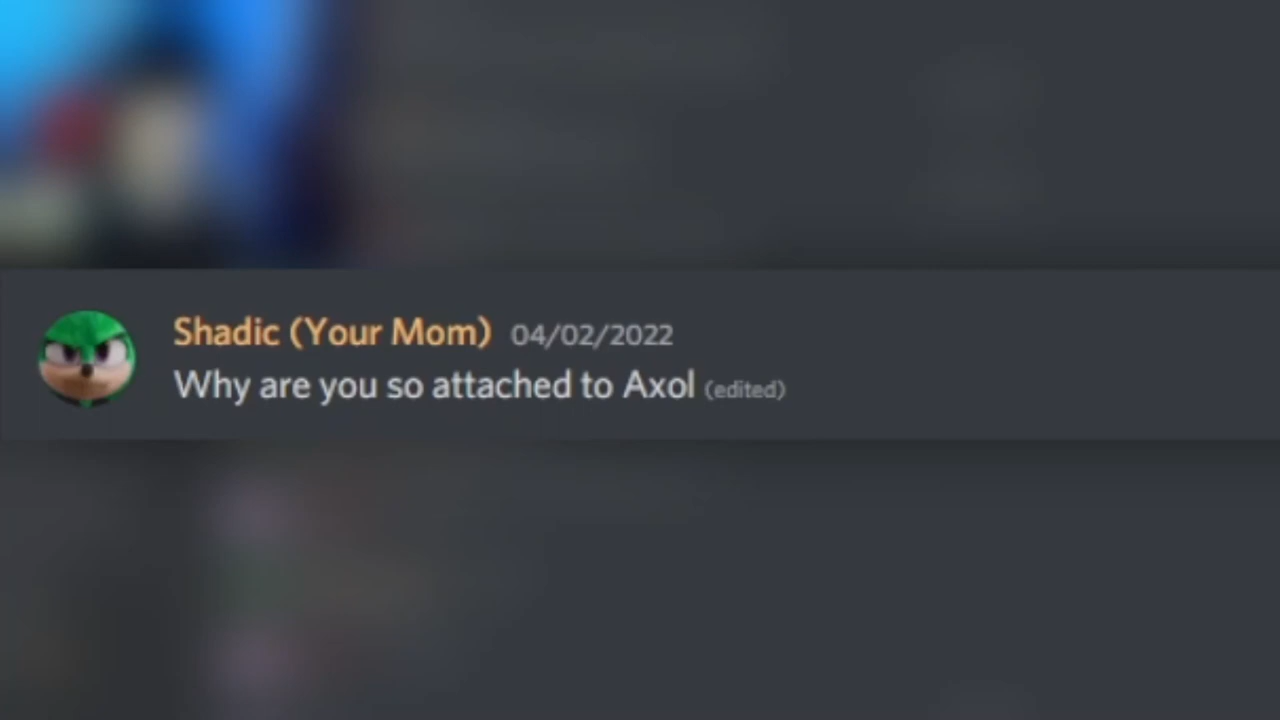 Shadic (Your Mom) 04/02/2022
Why are you so attached to Axol (edited)